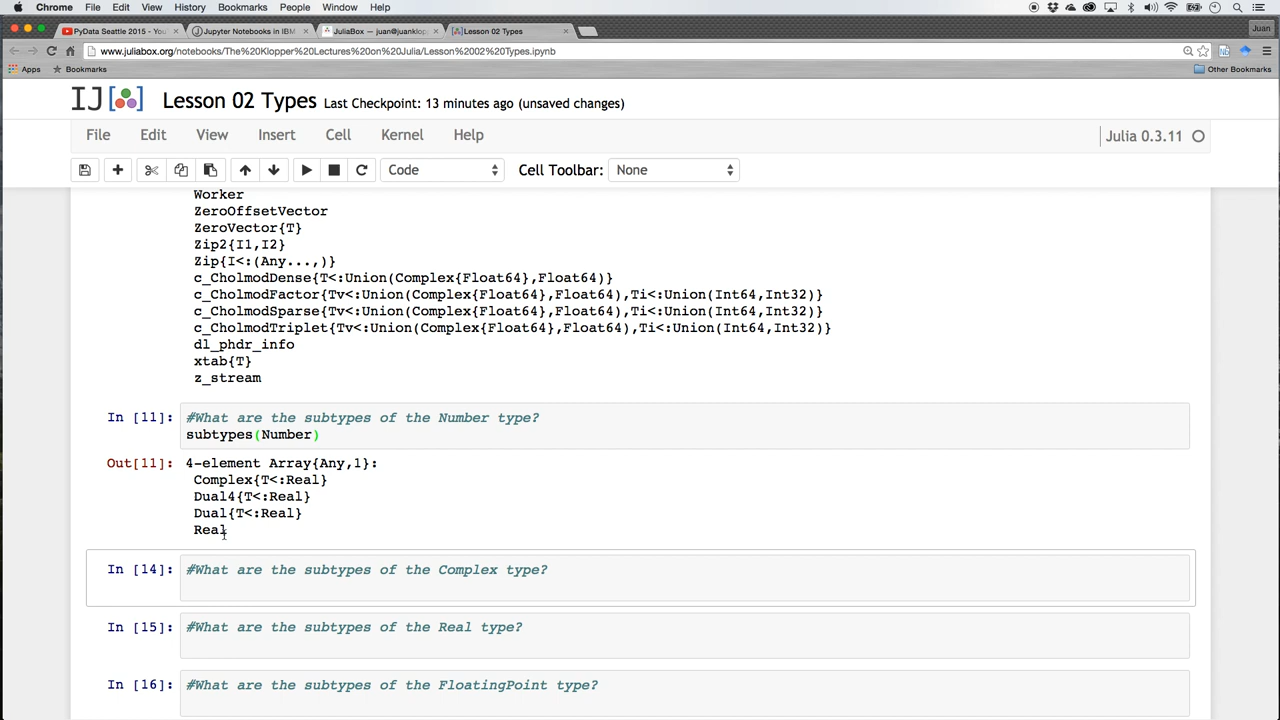 Chrome File Edit View History Bookmarks People Window Help
PyData Seattle 2015 - You Jupyter Notebooks in IBM JuliaBox — juan@juanklop Lesson 02 Types Juan
www.juliabox.org/notebooks/The%20Klopper%20Lectures%20on%20Julia/Lesson%2002%20Types.ipynb
Apps Bookmarks Other Bookmarks
IJ[ ] Lesson 02 Types Last Checkpoint: 13 minutes ago (unsaved changes)
File Edit View Insert Cell Kernel Help Julia 0.3.11
Code Cell Toolbar: None
Worker
ZeroOffsetVector
ZeroVector{T}
Zip2{I1,I2}
Zip{I<:(Any...,)}
c_CholmodDense{T<:Union(Complex{Float64},Float64)}
c_CholmodFactor{Tv<:Union(Complex{Float64},Float64),Ti<:Union(Int64,Int32)}
c_CholmodSparse{Tv<:Union(Complex{Float64},Float64),Ti<:Union(Int64,Int32)}
c_CholmodTriplet{Tv<:Union(Complex{Float64},Float64),Ti<:Union(Int64,Int32)}
dl_phdr_info
xtab{T}
z_stream
In [11]: #What are the subtypes of the Number type?
subtypes(Number)
Out[11]: 4-element Array{Any,1}:
Complex{T<:Real}
Dual4{T<:Real}
Dual{T<:Real}
Real
In [14]: #What are the subtypes of the Complex type?
In [15]: #What are the subtypes of the Real type?
In [16]: #What are the subtypes of the FloatingPoint type?